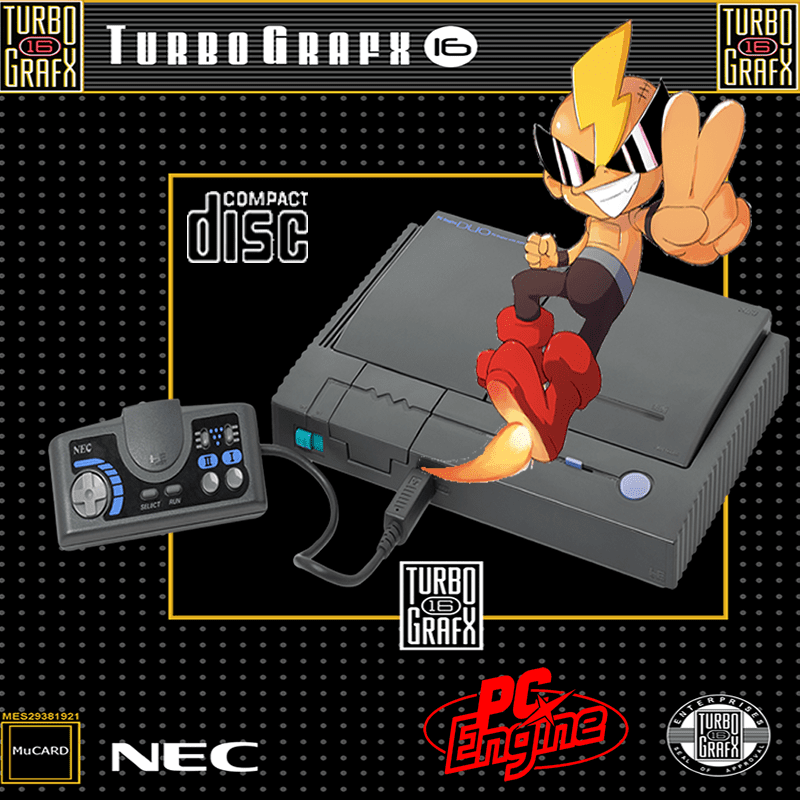 TURBO
16
GRAFX
TURBOGRAFX 16
TURBO
16
GRAFX
COMPACT
disc
DUO
NEC
II I
SELECT RUN
TURBO
16
GRAFX
MES29381921
MuCARD
NEC
PC
Engine
ENTERPRISES
TURBO
16
GRAFX
SEAL OF APPROVAL